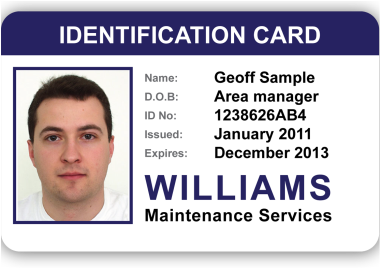 IDENTIFICATION CARD
Name: Geoff Sample
D.O.B: Area manager
ID No: 1238626AB4
Issued: January 2011
Expires: December 2013
WILLIAMS
Maintenance Services